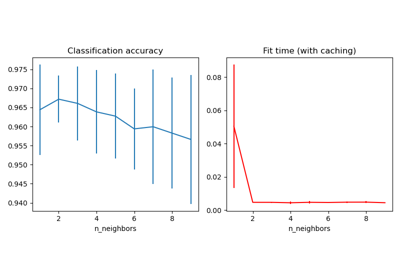 Classification accuracy
0.975
0.970
0.965
0.960
0.955
0.950
0.945
0.940
2 4 6 8
n_neighbors
Fit time (with caching)
0.08
0.06
0.04
0.02
0.00
2 4 6 8
n_neighbors